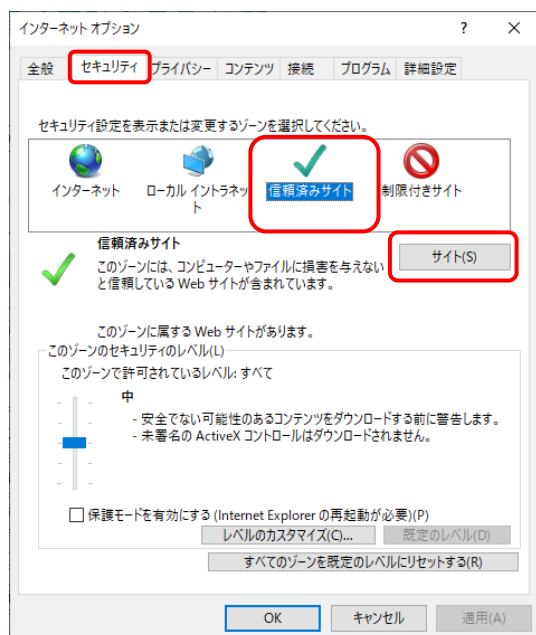 インターネット オプション ? ×
全般 セキュリティ プライバシー コンテンツ 接続 プログラム 詳細設定
セキュリティ設定を表示または変更するゾーンを選択してください。
インターネット
ローカル イントラネッ
ト
信頼済みサイト
制限付きサイト
信頼済みサイト
サイト(S)
このゾーンには、コンピューターやファイルに損害を与えない
と信頼している Web サイトが含まれています。
このゾーンに属する Web サイトがあります。
このゾーンのセキュリティのレベル(L)
このゾーンで許可されているレベル: すべて
中
- 安全でない可能性のあるコンテンツをダウンロードする前に警告します。
- 未署名の ActiveX コントロールはダウンロードされません。
保護モードを有効にする (Internet Explorer の再起動が必要)(P)
レベルのカスタマイズ(C)... 既定のレベル(D)
すべてのゾーンを既定のレベルにリセットする(R)
OK キャンセル 適用(A)